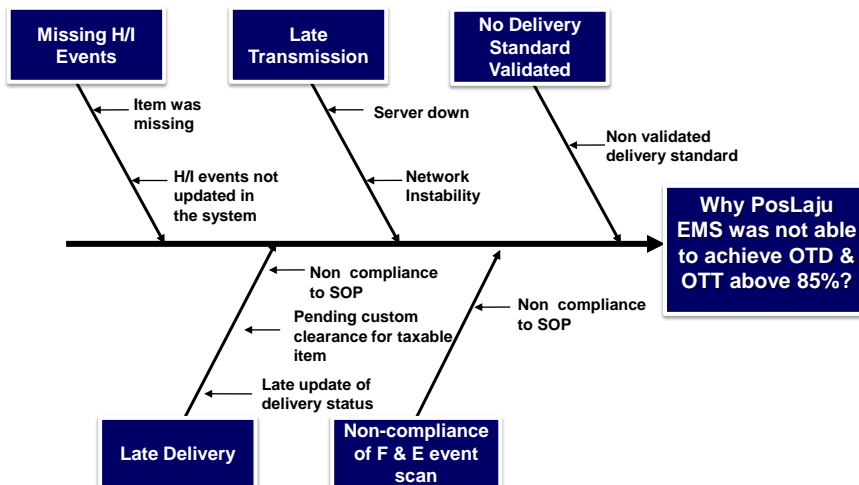 Missing H/I
Events
Late
Transmission
No Delivery
Standard
Validated
Item was
missing
H/I events not
updated in
the system
Server down
Network
Instability
Non validated
delivery standard
Why PosLaju
EMS was not able
to achieve OTD &
OTT above 85%?
Non compliance
to SOP
Pending custom
clearance for taxable
item
Late update of
delivery status
Non compliance
to SOP
Late Delivery
Non-compliance
of F & E event
scan